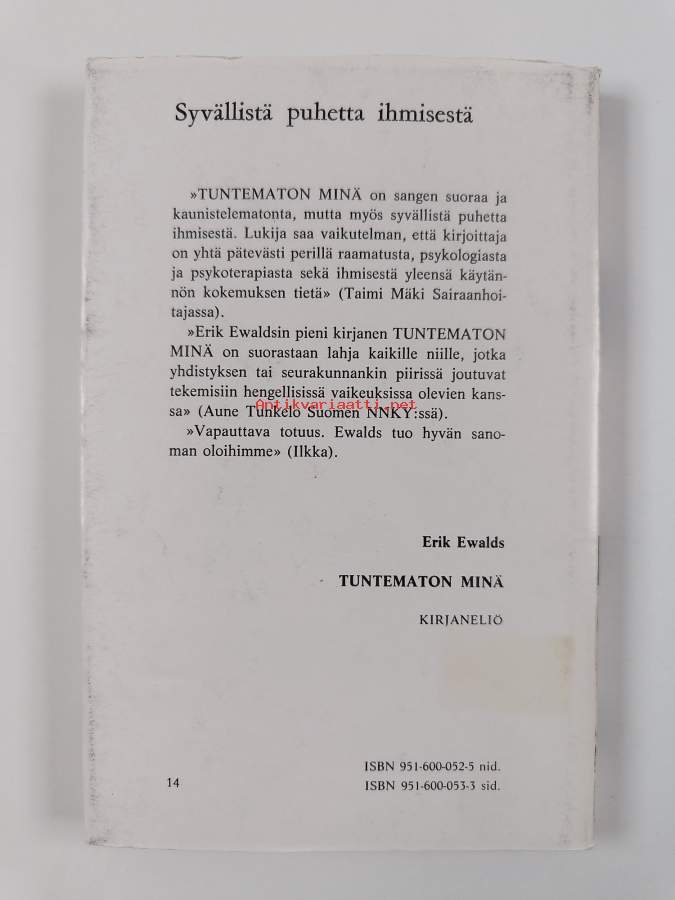 Syvällistä puhetta ihmisestä
»TUNTEMATON MINÄ on sangen suoraa ja
kaunistelematonta, mutta myös syvällistä puhetta
ihmisestä. Lukija saa vaikutelman, että kirjoittaja
on yhtä pätevästi perillä raamatusta, psykologiasta
ja psykoterapiasta sekä ihmisestä yleensä käytän-
nön kokemuksen tietä» (Taimi Mäki Sairaanhoi-
tajassa).
»Erik Ewaldsin pieni kirjanen TUNTEMATON
MINÄ on suorastaan lahja kaikille niille, jotka
yhdistyksen tai seurakunnankin piirissä joutuvat
tekemisiin hengellisissä vaikeuksissa olevien kans-
sa» (Aune Tunkelo Suomen NNKY:ssä).
Antikvariaatti.net
»Vapauttava totuus. Ewalds tuo hyvän sano-
man oloihimme» (Ilkka).
Erik Ewalds
TUNTEMATON MINÄ
KIRJANELIÖ
ISBN 951-600-052-5 nid.
14 ISBN 951-600-053-3 sid.